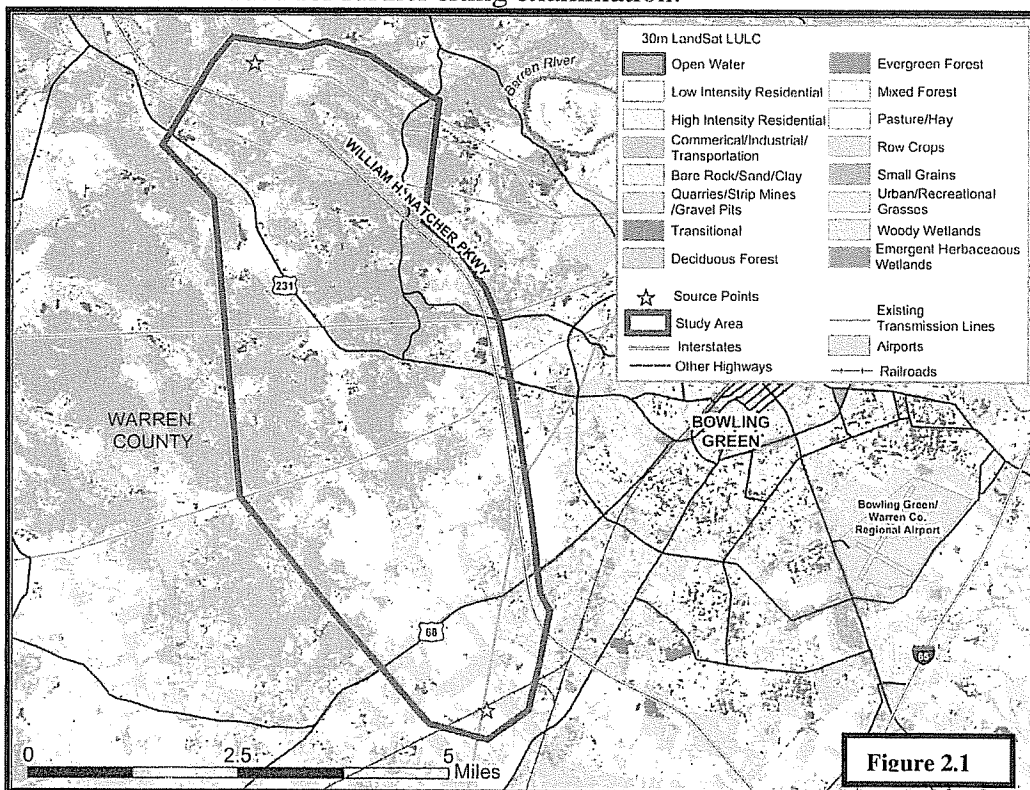 30m LandSat LULC
Open Water
Low Intensity Residential
High Intensity Residential
Commerical/Industrial/
Transportation
Bare Rock/Sand/Clay
Quarries/Strip Mines
/Gravel Pits
Transitional
Deciduous Forest
Evergreen Forest
Mixed Forest
Pasture/Hay
Row Crops
Small Grains
Urban/Recreational
Grasses
Woody Wetlands
Emergent Herbaceous
Wetlands
Source Points
Study Area
Interstates
Other Highways
Existing
Transmission Lines
Airports
Railroads
Barren River
WILLIAM H NATCHER PKWY
231
WARREN
COUNTY
BOWLING
GREEN
Bowling Green/
Warren Co.
Regional Airport
68
65
0 2.5 5
Miles
Figure 2.1